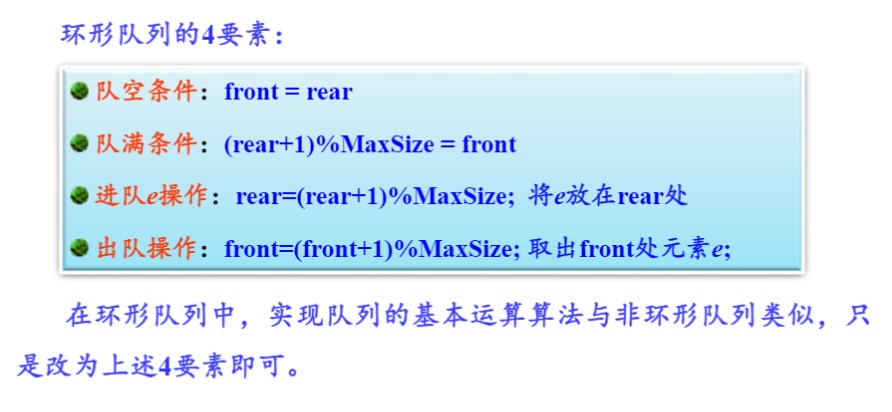 环形队列的4要素：
队空条件：front = rear
队满条件：(rear+1)%MaxSize = front
进队e操作：rear=(rear+1)%MaxSize; 将e放在rear处
出队操作：front=(front+1)%MaxSize; 取出front处元素e;
在环形队列中，实现队列的基本运算算法与非环形队列类似，只
是改为上述4要素即可。